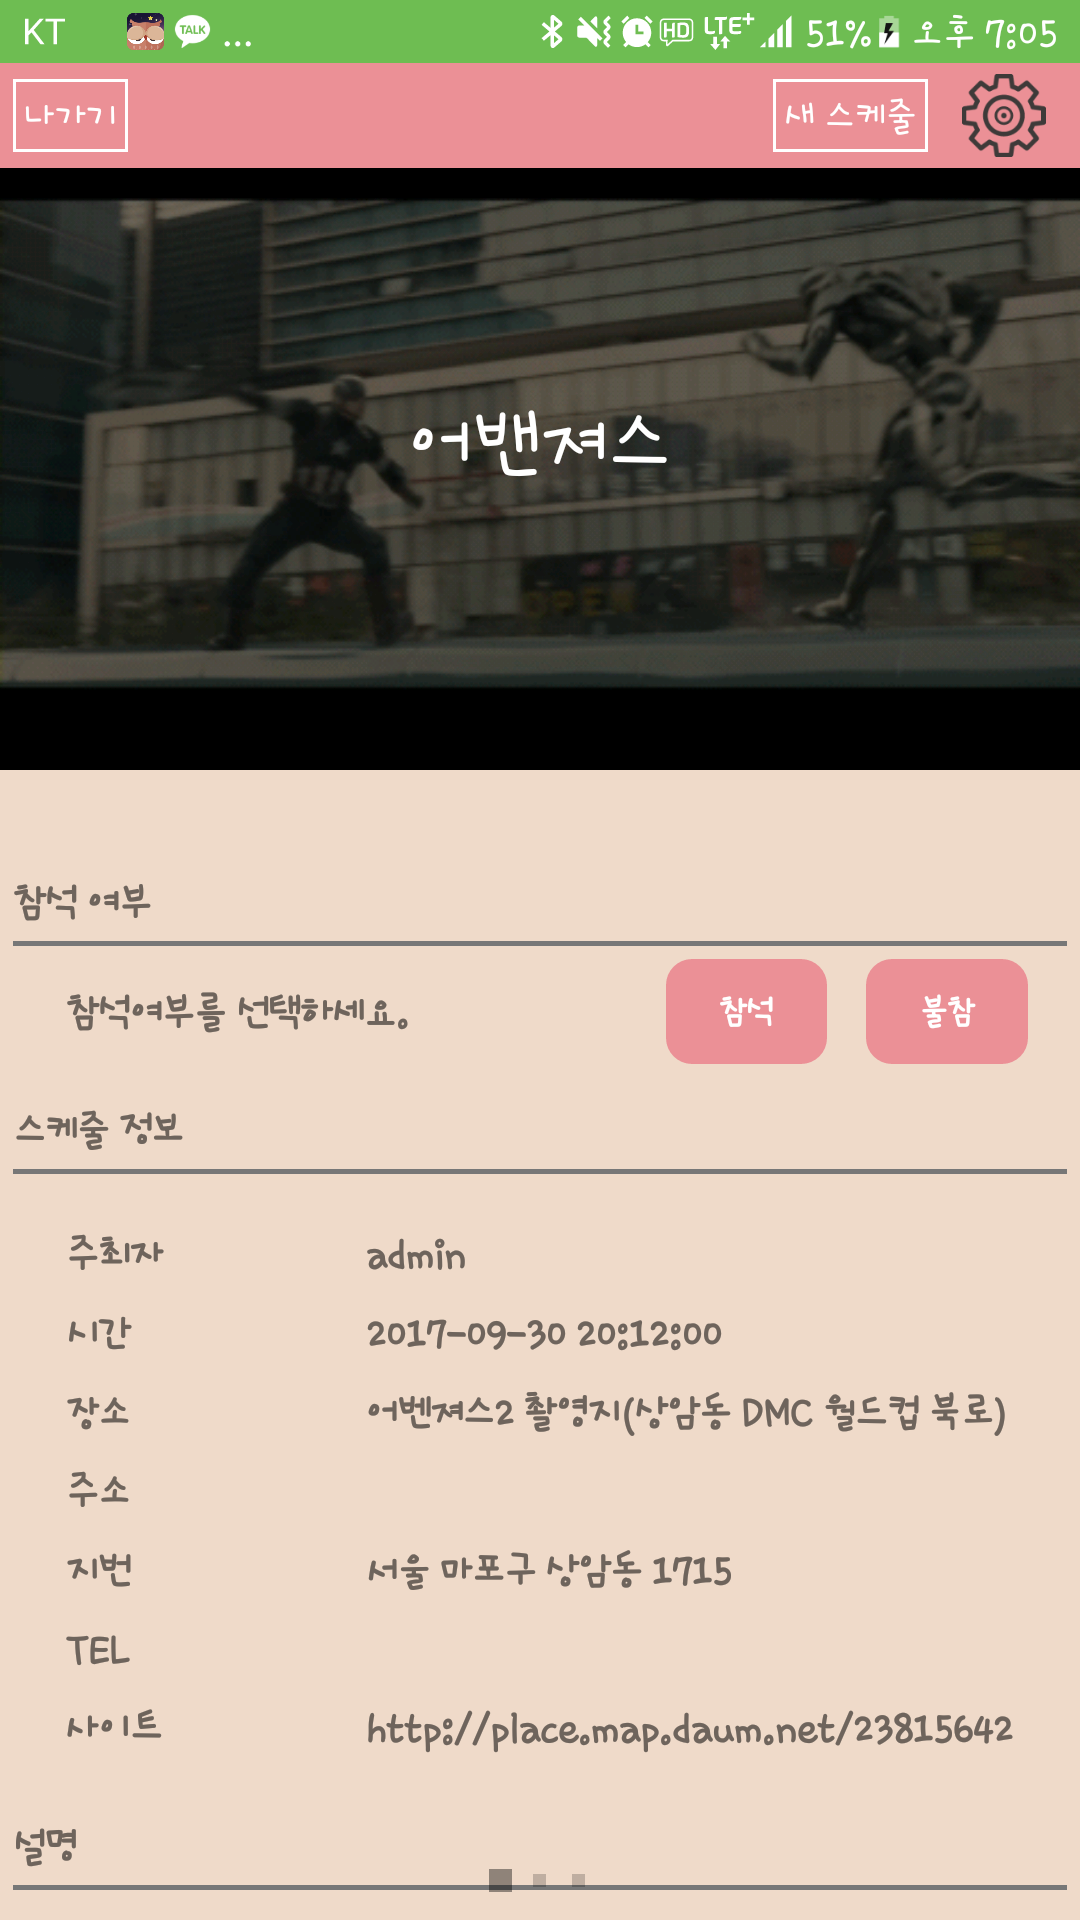 KT TALK ... HD LTE+ 51% 오후 7:05
나가기 새 스케줄
어밴져스
OPEN
참석 여부
참석여부를 선택하세요. 참석 불참
스케줄 정보
주최자 admin
시간 2017-09-30 20:12:00
장소 어벤져스2 촬영지(상암동 DMC 월드컵 북로)
주소
지번 서울 마포구 상암동 1715
TEL
사이트 http://place.map.daum.net/23815642
설명